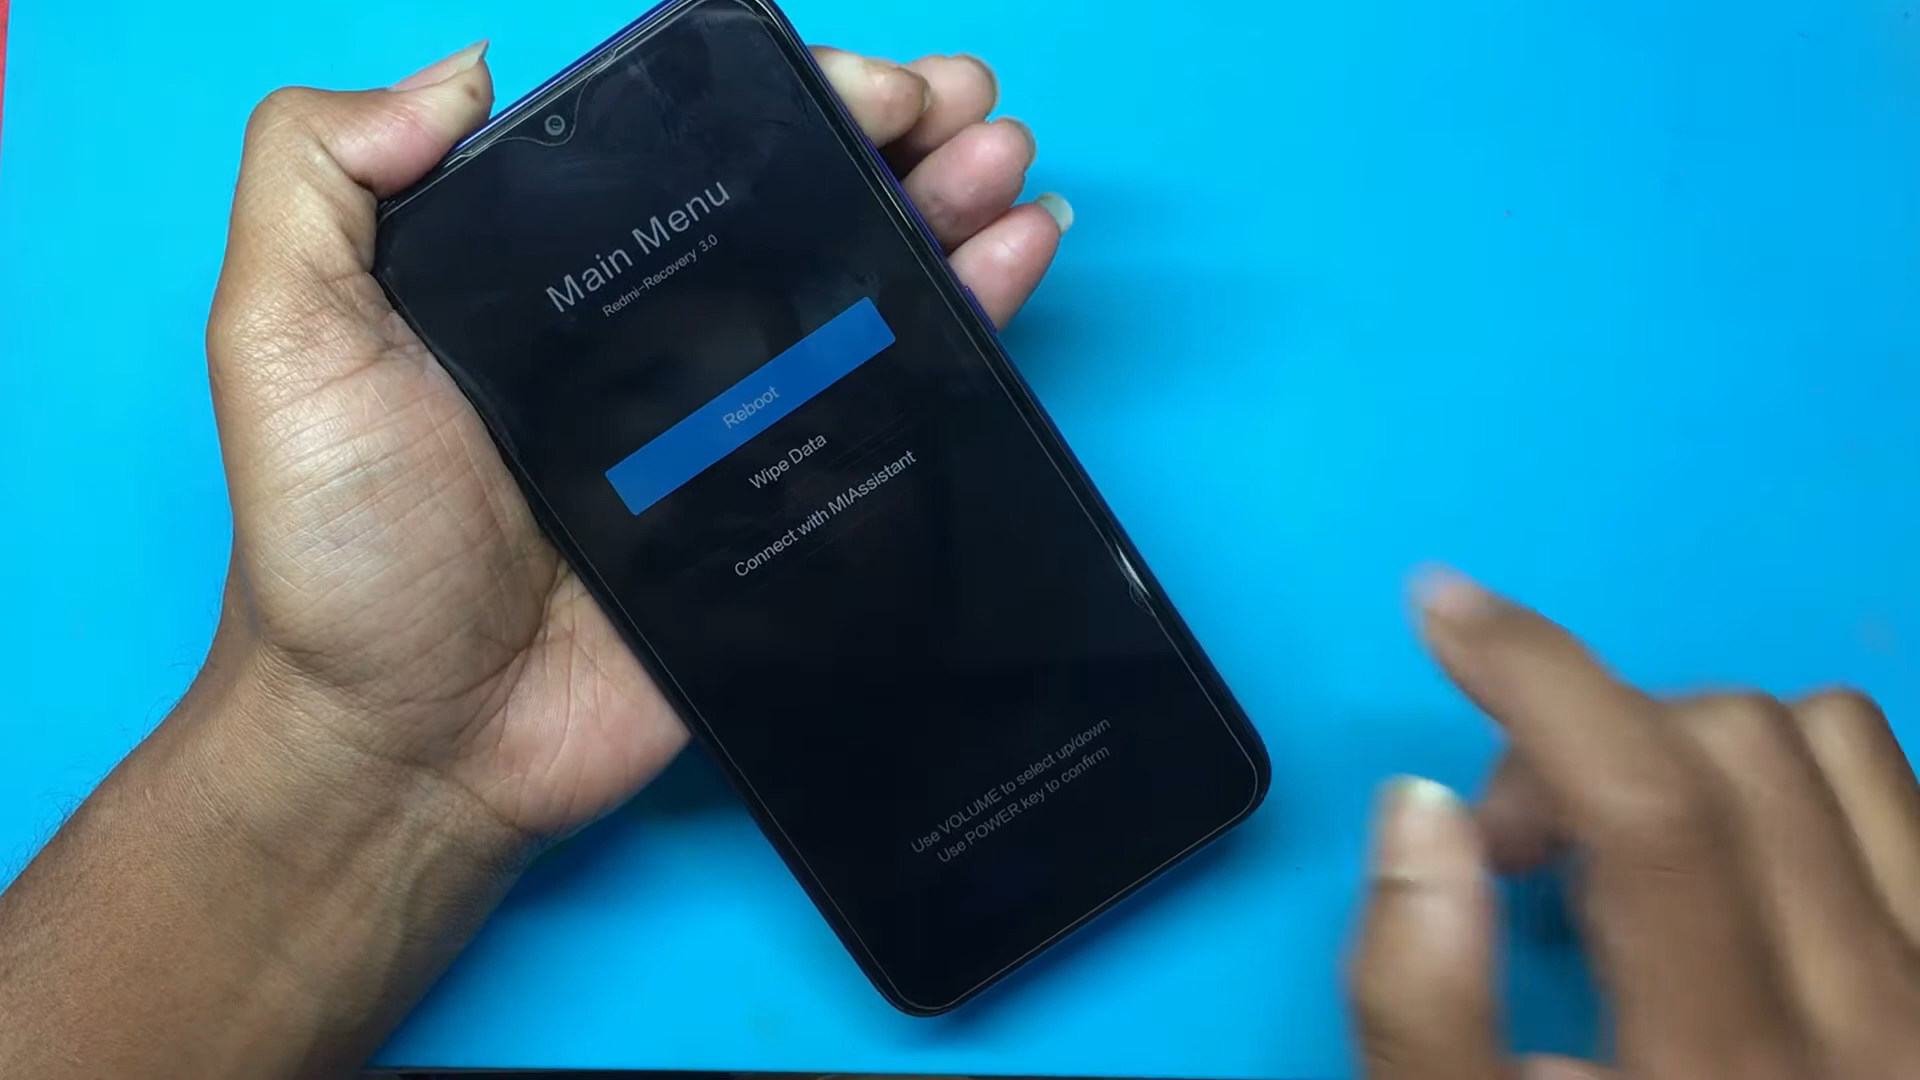 Main Menu
Redmi-Recovery 3.0
Reboot
Wipe Data
Connect with MIAssistant
Use VOLUME to select up/down
Use POWER key to confirm